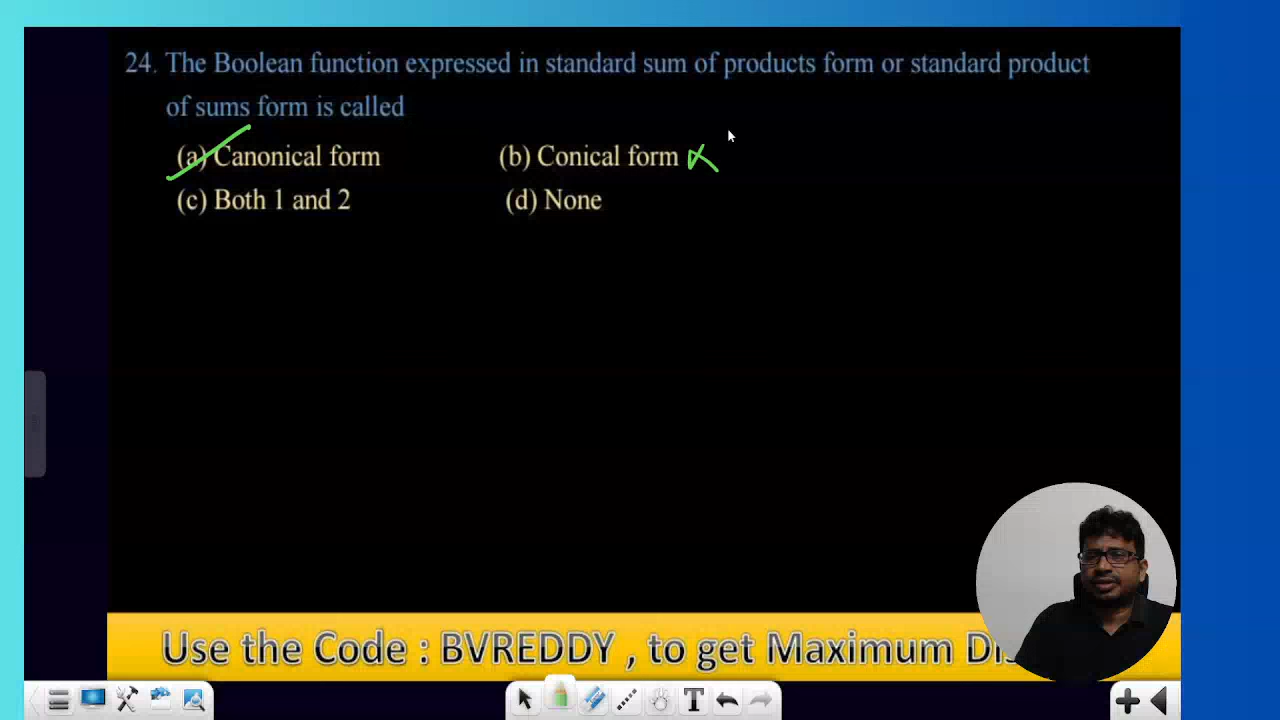 24. The Boolean function expressed in standard sum of products form or standard product
of sums form is called
(a) Canonical form (b) Conical form
(c) Both 1 and 2 (d) None
Use the Code : BVREDDY , to get Maximum
T